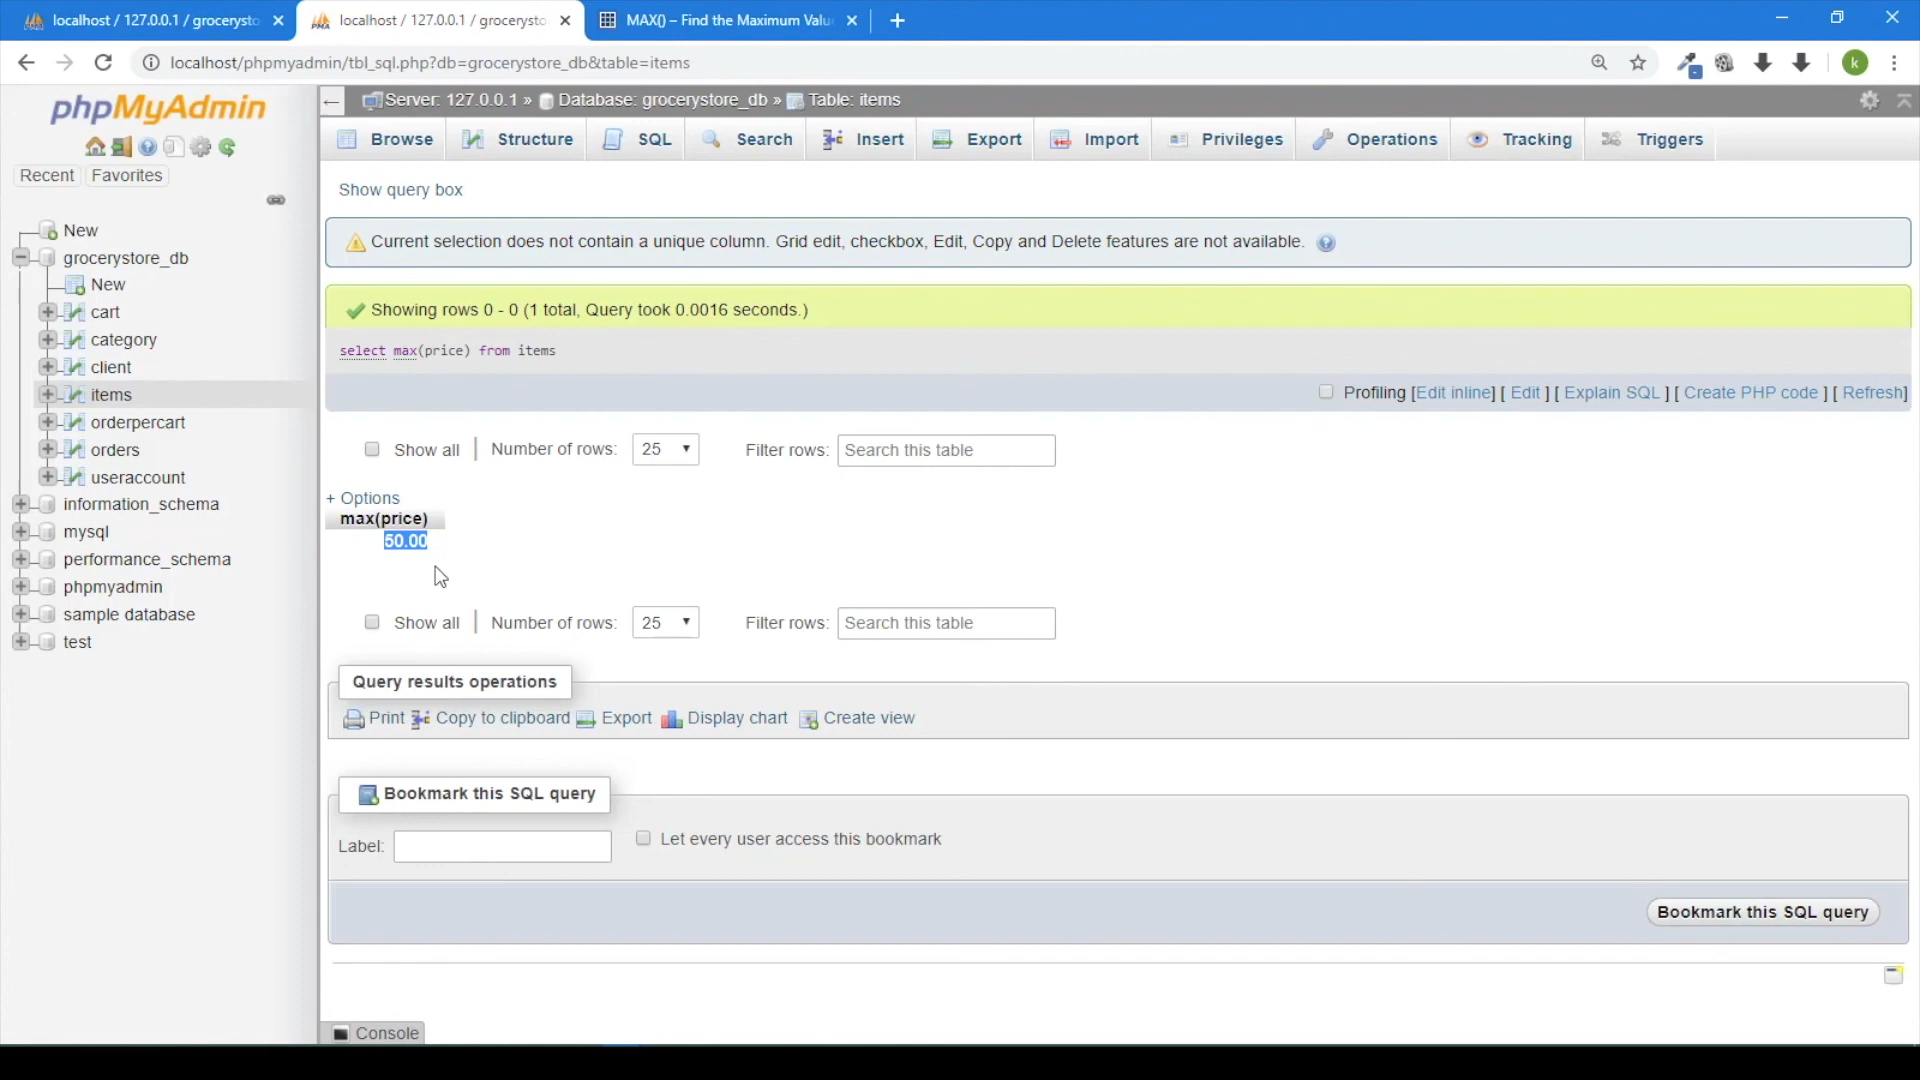 localhost / 127.0.0.1 / grocerysto
localhost / 127.0.0.1 / grocerysto
MAX() – Find the Maximum Valu
localhost/phpmyadmin/tbl_sql.php?db=grocerystore_db&table=items
k
phpMyAdmin
Recent
Favorites
New
grocerystore_db
New
cart
category
client
items
orderpercart
orders
useraccount
information_schema
mysql
performance_schema
phpmyadmin
sample database
test
Server: 127.0.0.1 » Database: grocerystore_db » Table: items
Browse
Structure
SQL
Search
Insert
Export
Import
Privileges
Operations
Tracking
Triggers
Show query box
Current selection does not contain a unique column. Grid edit, checkbox, Edit, Copy and Delete features are not available.
Showing rows 0 - 0 (1 total, Query took 0.0016 seconds.)
select max(price) from items
Profiling [Edit inline] [ Edit ] [ Explain SQL ] [ Create PHP code ] [ Refresh]
Show all | Number of rows: 25 Filter rows: Search this table
+ Options
max(price)
50.00
Show all | Number of rows: 25 Filter rows: Search this table
Query results operations
Print Copy to clipboard Export Display chart Create view
Bookmark this SQL query
Label: Let every user access this bookmark
Bookmark this SQL query
Console